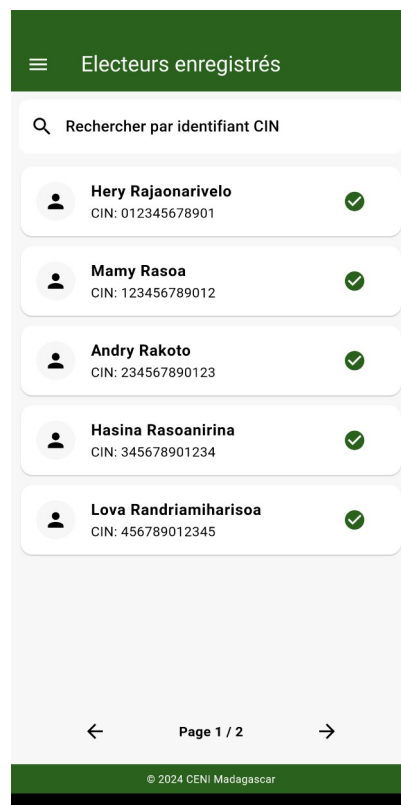 Electeurs enregistrés
Rechercher par identifiant CIN
Hery Rajaonarivelo
CIN: 012345678901
Mamy Rasoa
CIN: 123456789012
Andry Rakoto
CIN: 234567890123
Hasina Rasoanirina
CIN: 345678901234
Lova Randriamiharisoa
CIN: 456789012345
Page 1 / 2
© 2024 CENI Madagascar